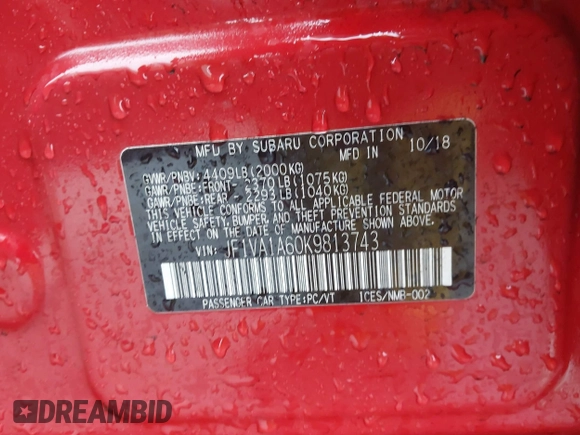 MFD BY SUBARU CORPORATION
MFD IN 10/18
GVWR/PNBV: 4409LB(2000KG)
GAWR/PNBE:FRONT- 2370LB(1075KG)
GAWR/PNBE:REAR- 2293LB(1040KG)
THIS VEHICLE CONFORMS TO ALL APPLICABLE FEDERAL MOTOR
VEHICLE SAFETY, BUMPER, AND THEFT PREVENTION STANDARDS
IN EFFECT ON THE DATE OF MANUFACTURE SHOWN ABOVE.
VIN: JF1VA1A60K9813743
PASSENGER CAR TYPE:PC/VT ICES/NMB-002
DREAMBID